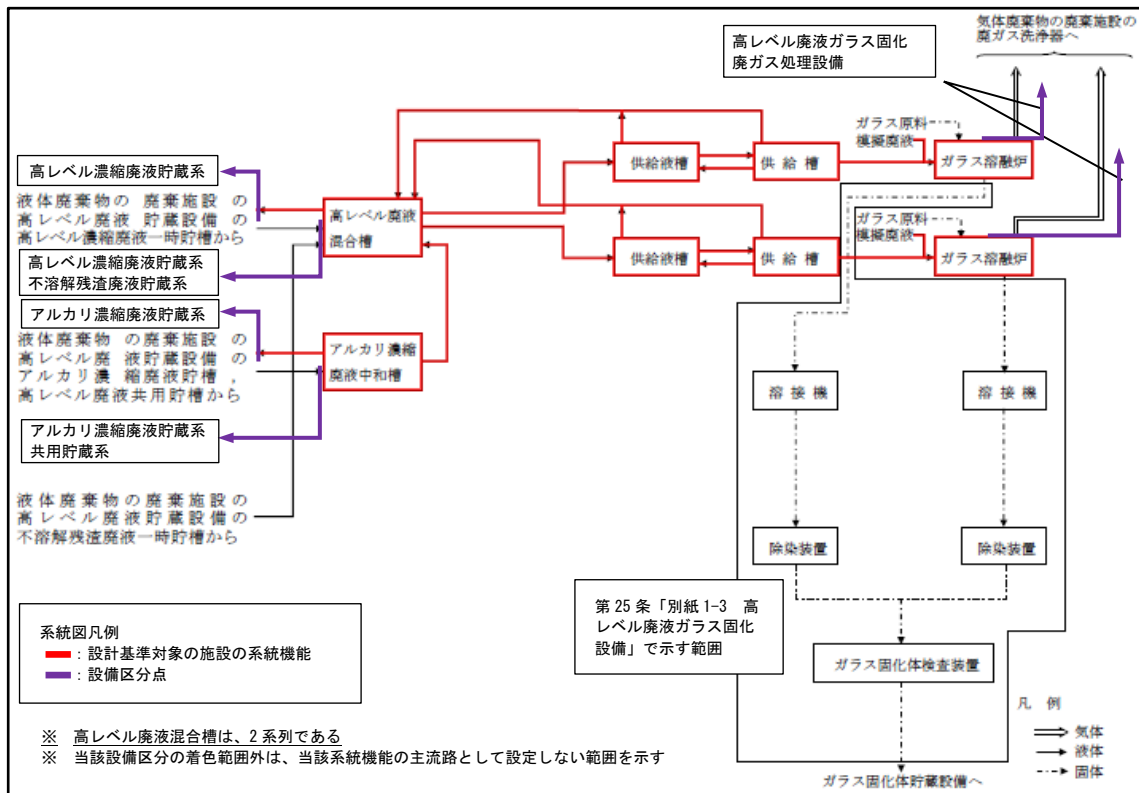 気体廃棄物の廃棄施設の
廃ガス洗浄器へ
高レベル廃液ガラス固化
廃ガス処理設備
ガラス原料
模擬廃液
供給液槽
供 給 槽
ガラス溶融炉
高レベル濃縮廃液貯蔵系
液体廃棄物の 廃棄施設 の
高レベル廃液 貯蔵設備 の
高レベル濃縮廃液一時貯槽から
高レベル廃液
混合槽
ガラス原料
模擬廃液
供給液槽
供 給 槽
ガラス溶融炉
高レベル濃縮廃液貯蔵系
不溶解残渣廃液貯蔵系
アルカリ濃縮廃液貯蔵系
液体廃棄物 の 廃棄施設 の
高レベル廃 液貯蔵設備 の
アルカリ濃 縮廃液貯槽 ,
高レベル廃液共用貯槽から
アルカリ濃縮
廃液中和槽
アルカリ濃縮廃液貯蔵系
共用貯蔵系
溶 接 機
溶 接 機
液体廃棄物の廃棄施設の
高レベル廃液貯蔵設備の
不溶解残渣廃液一時貯槽から
除染装置
除染装置
第 25 条「別紙 1-3 高
レベル廃液ガラス固化
設備」で示す範囲
系統図凡例
:設計基準対象の施設の系統機能
:設備区分点
ガラス固化体検査装置
凡 例
気体
液体
固体
※ 高レベル廃液混合槽は、2 系列である
※ 当該設備区分の着色範囲外は、当該系統機能の主流路として設定しない範囲を示す
ガラス固化体貯蔵設備へ